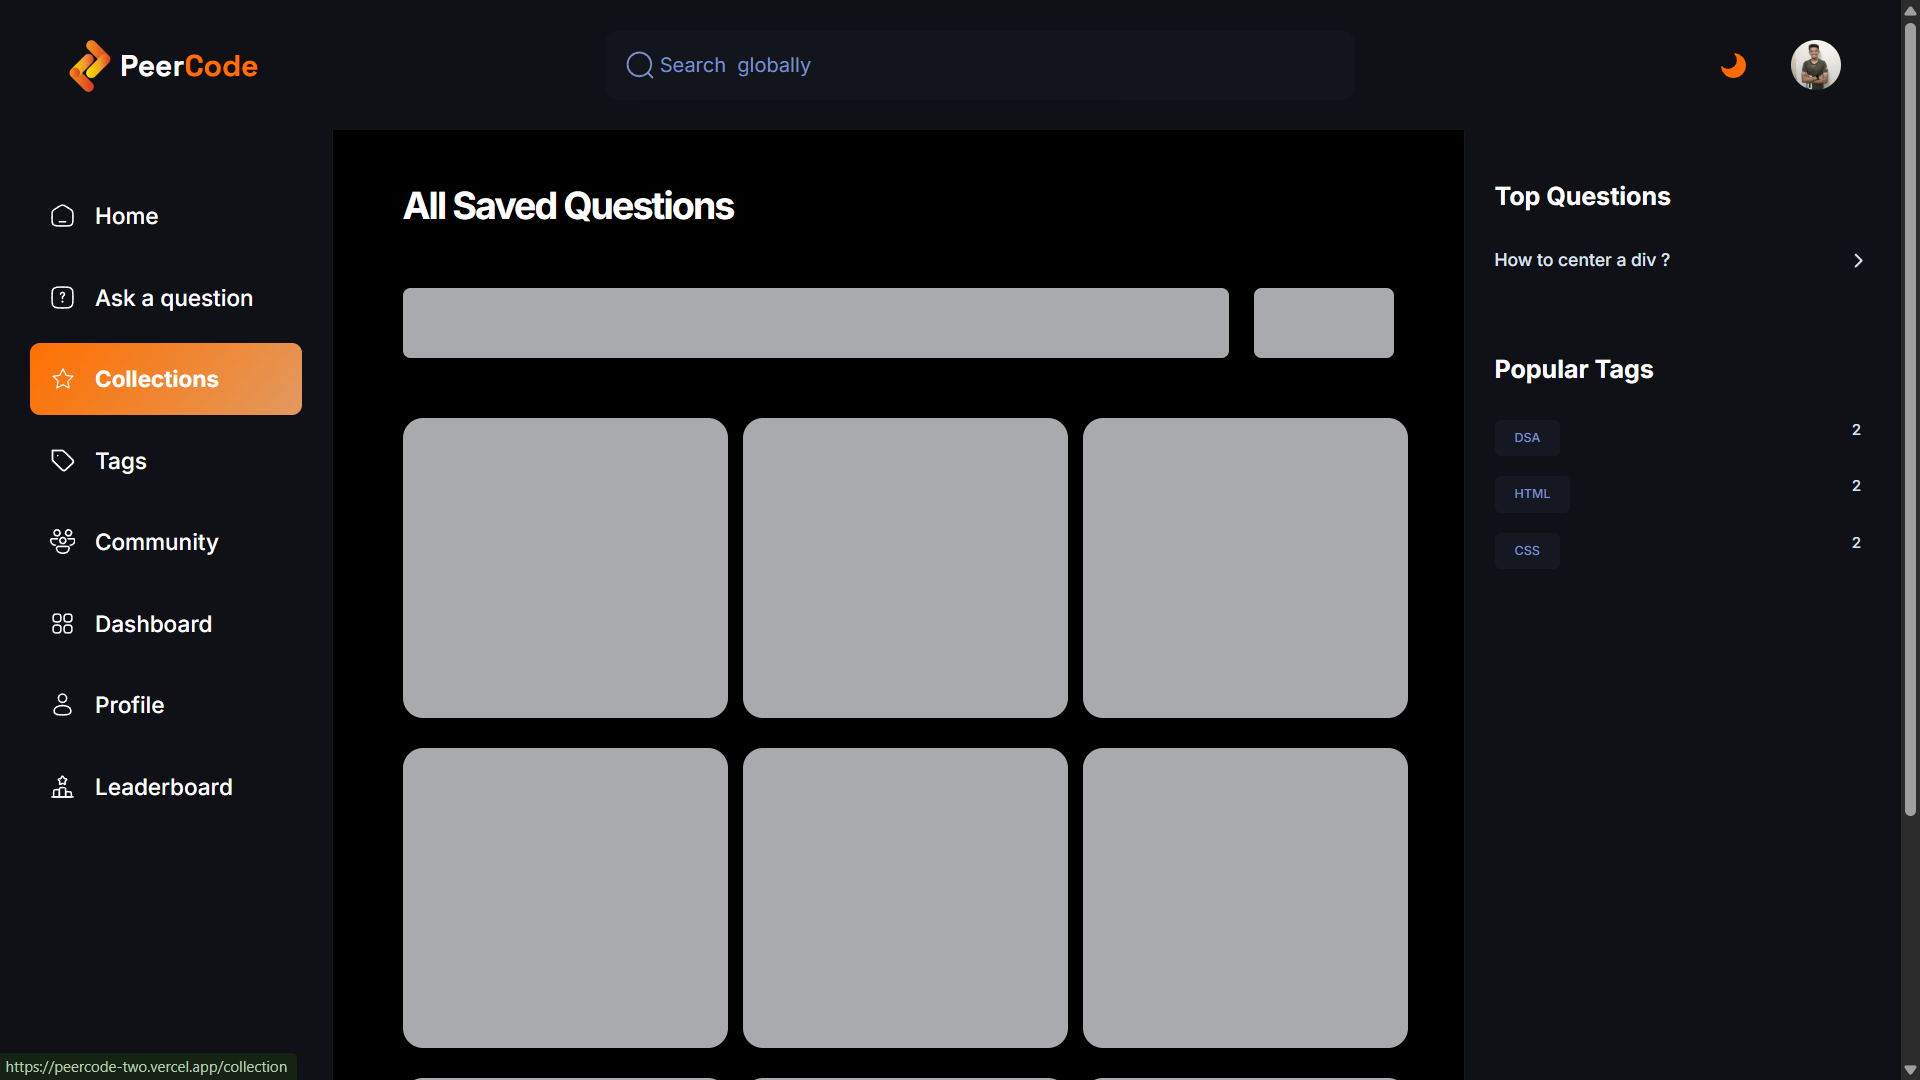 PeerCode
Search globally
Home
Ask a question
Collections
Tags
Community
Dashboard
Profile
Leaderboard
All Saved Questions
Top Questions
How to center a div ?
Popular Tags
DSA 2
HTML 2
CSS 2
https://peercode-two.vercel.app/collection